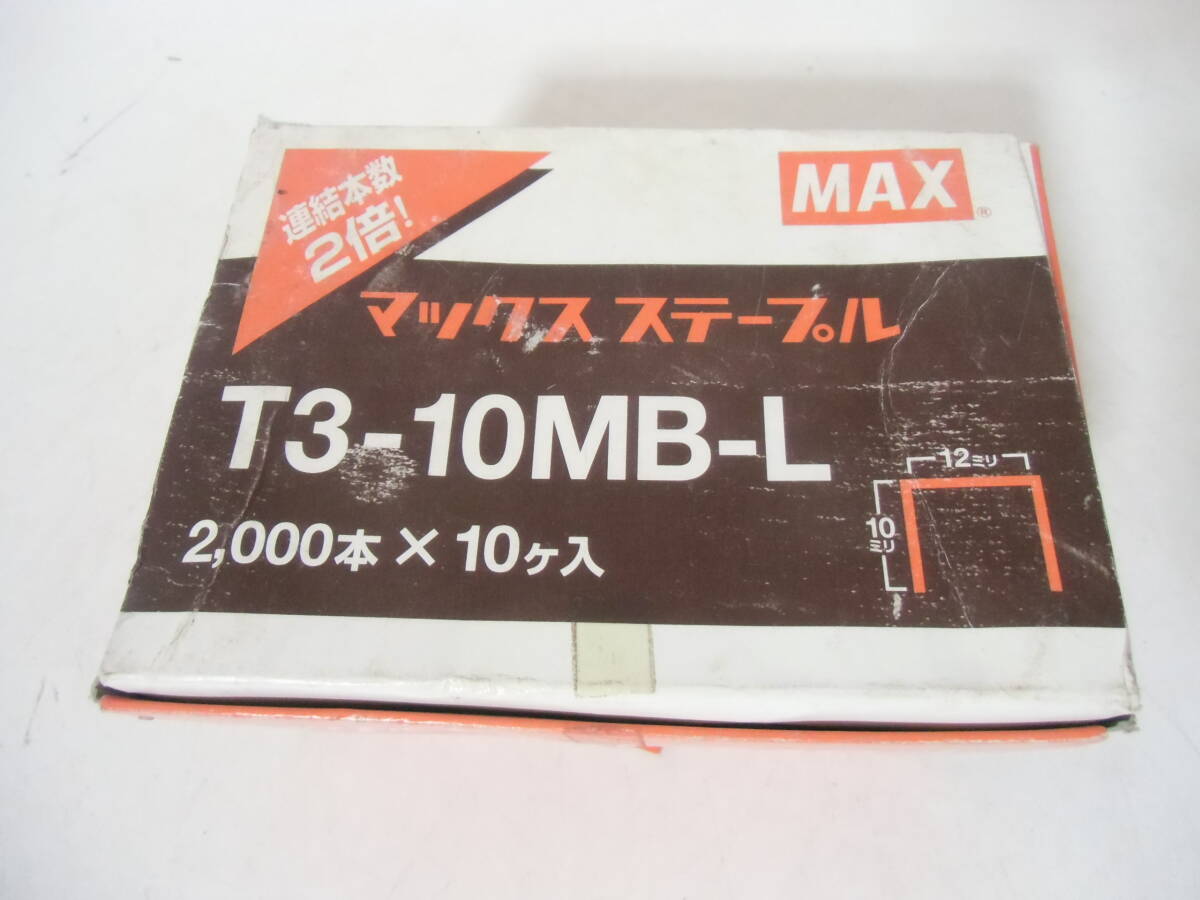 連結本数
2倍!
MAX®
マックス ステープル
T3-10MB-L
2,000本×10ヶ入
12ミリ
10ミリ